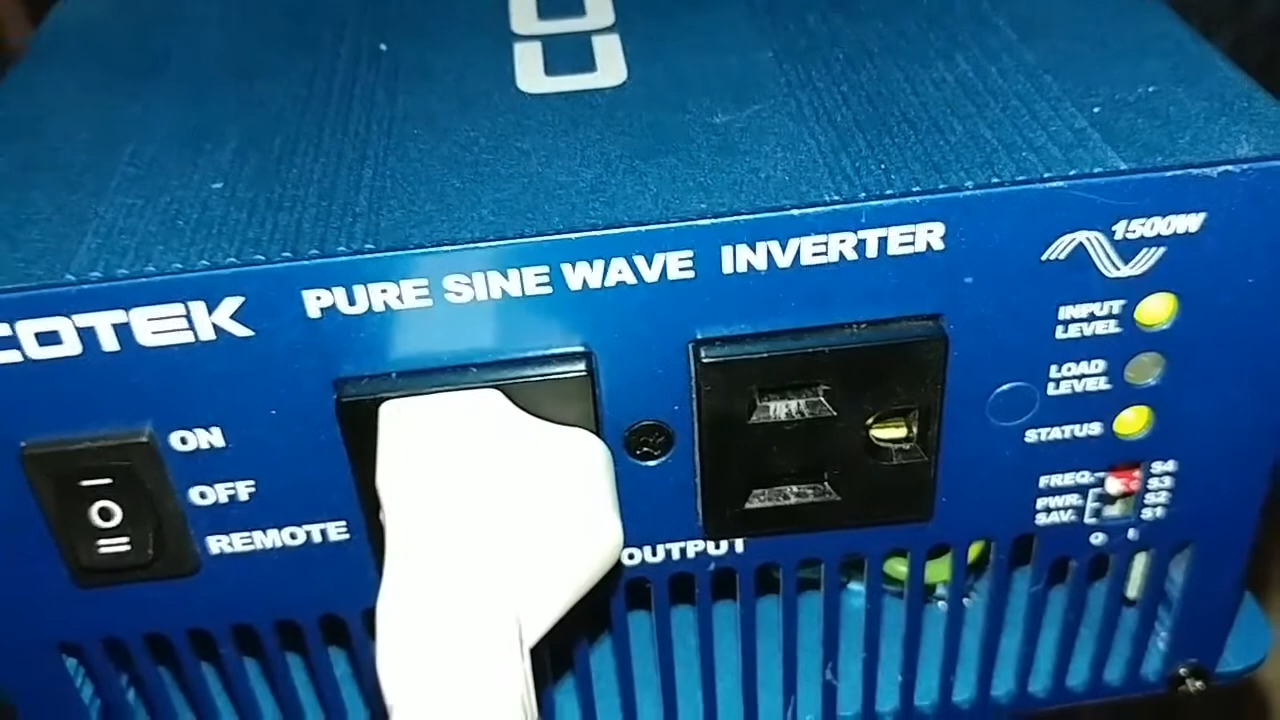 COTEK
PURE SINE WAVE INVERTER
1500W
INPUT
LEVEL
LOAD
LEVEL
STATUS
ON
OFF
REMOTE
OUTPUT
FREQ.
PWR.
SAV.
S4
S3
S2
S1